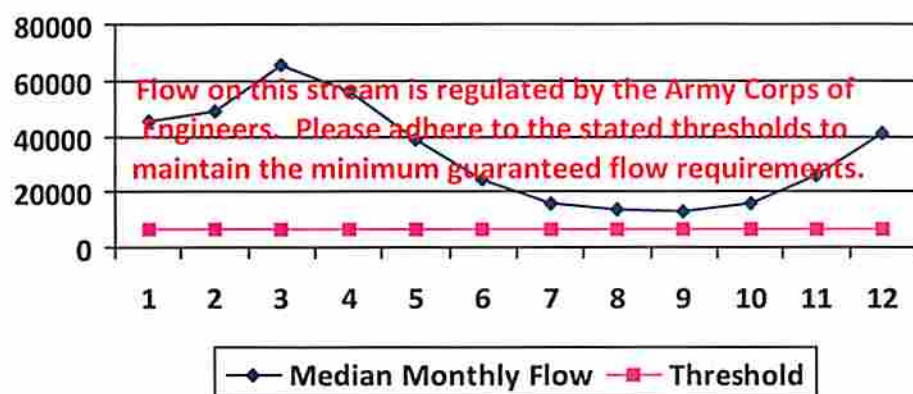 80000
60000
40000
20000
0
Flow on this stream is regulated by the Army Corps of
Engineers. Please adhere to the stated thresholds to
maintain the minimum guaranteed flow requirements.
1 2 3 4 5 6 7 8 9 10 11 12
Median Monthly Flow Threshold